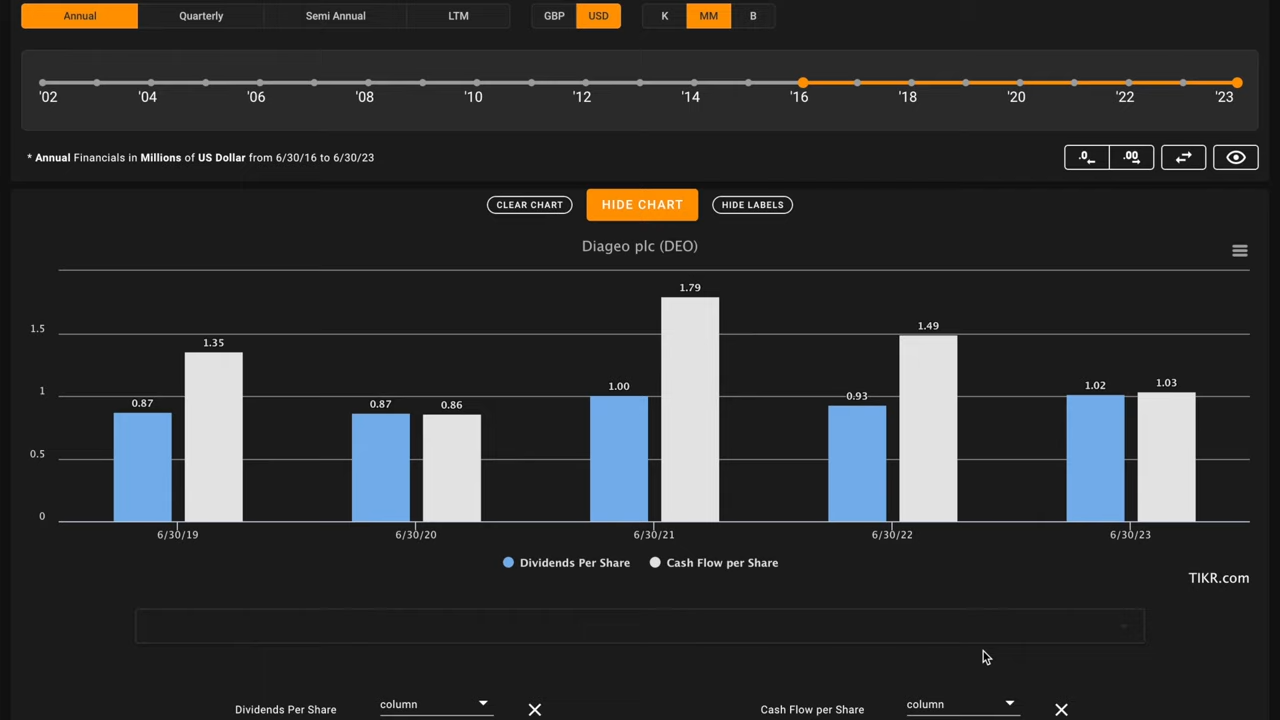 Annual Quarterly Semi Annual LTM GBP USD K MM B
'02 '04 '06 '08 '10 '12 '14 '16 '18 '20 '22 '23
* Annual Financials in Millions of US Dollar from 6/30/16 to 6/30/23
.0 .00
CLEAR CHART HIDE CHART HIDE LABELS
Diageo plc (DEO)
1.79
1.5
1.49
1.35
1
1.00
1.02 1.03
0.87
0.87 0.86
0.93
0.5
0
6/30/19 6/30/20 6/30/21 6/30/22 6/30/23
Dividends Per Share Cash Flow per Share
TIKR.com
Dividends Per Share column Cash Flow per Share column